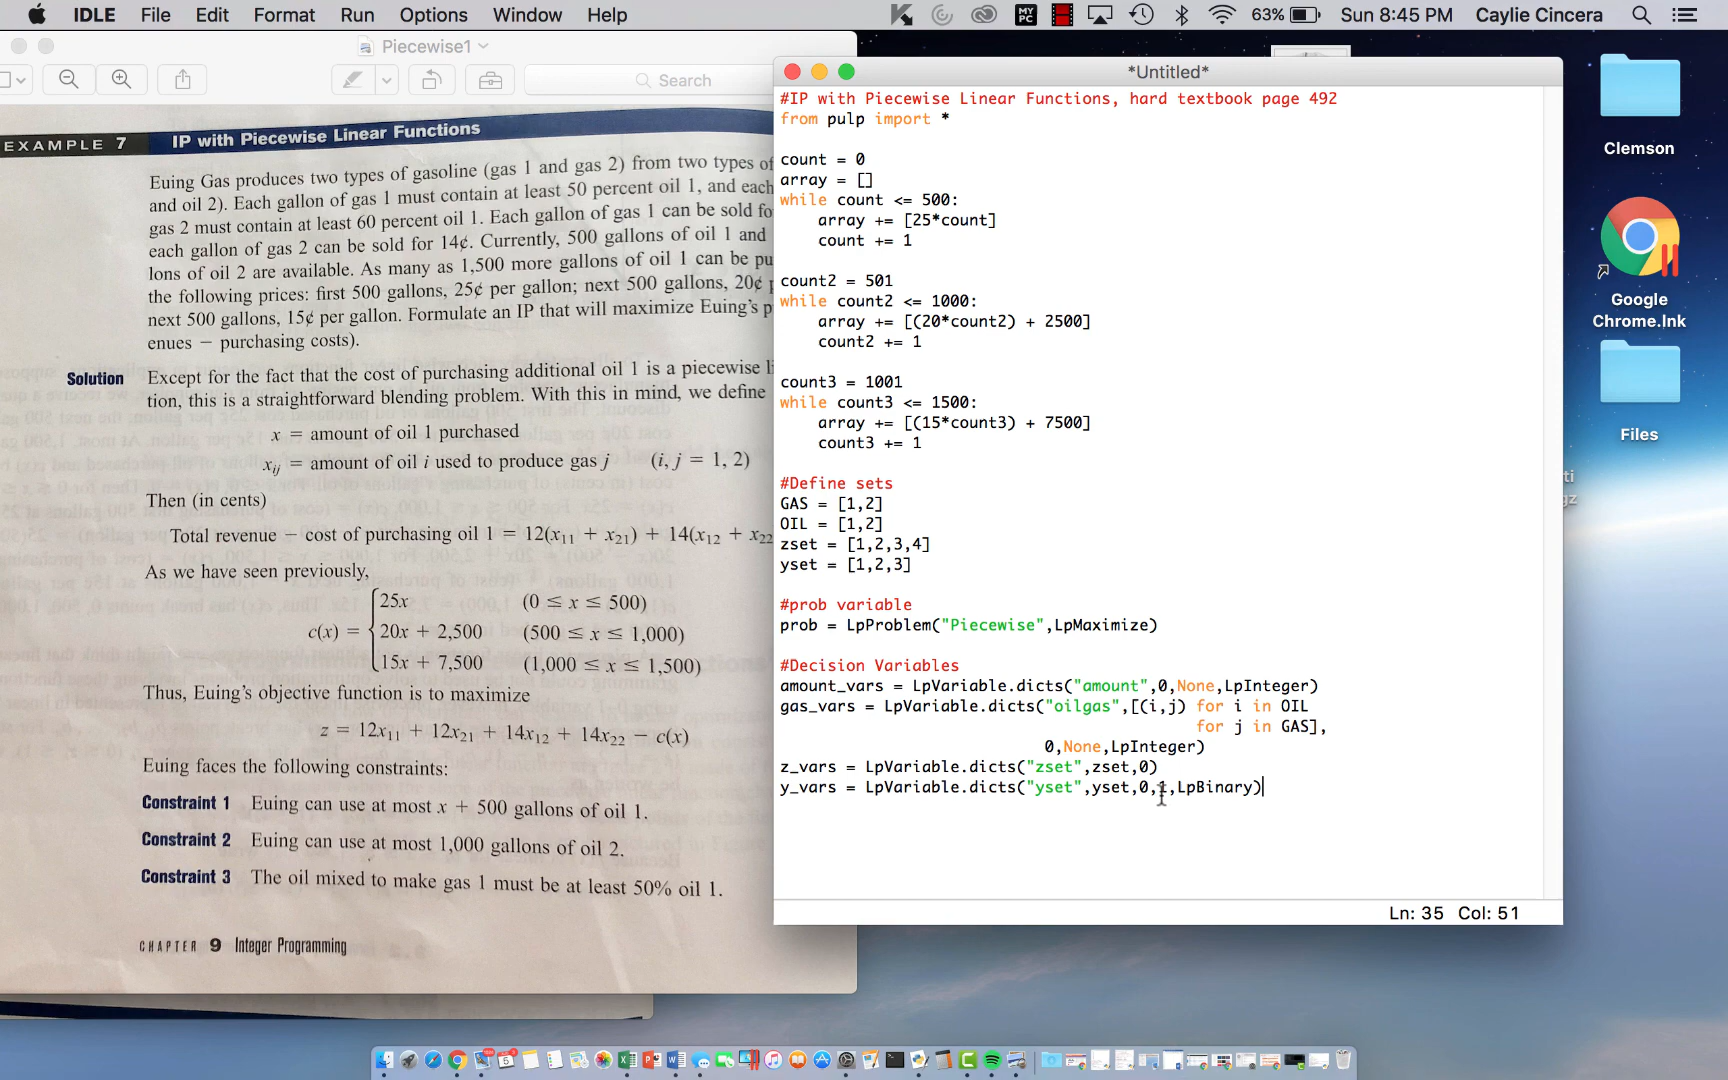 IDLE File Edit Format Run Options Window Help
MY PC
63% Sun 8:45 PM Caylie Cincera
Piecewise1
Search
EXAMPLE 7 IP with Piecewise Linear Functions
Euing Gas produces two types of gasoline (gas 1 and gas 2) from two types of
and oil 2). Each gallon of gas 1 must contain at least 50 percent oil 1, and each
gas 2 must contain at least 60 percent oil 1. Each gallon of gas 1 can be sold fo
each gallon of gas 2 can be sold for 14¢. Currently, 500 gallons of oil 1 and
lons of oil 2 are available. As many as 1,500 more gallons of oil 1 can be pu
the following prices: first 500 gallons, 25¢ per gallon; next 500 gallons, 20¢ p
next 500 gallons, 15¢ per gallon. Formulate an IP that will maximize Euing's p
enues − purchasing costs).
Solution Except for the fact that the cost of purchasing additional oil 1 is a piecewise li
tion, this is a straightforward blending problem. With this in mind, we define
x = amount of oil 1 purchased
xij = amount of oil i used to produce gas j (i, j = 1, 2)
Then (in cents)
Total revenue − cost of purchasing oil 1 = 12(x11 + x21) + 14(x12 + x22
As we have seen previously,
25x (0 ≤ x ≤ 500)
c(x) = { 20x + 2,500 (500 ≤ x ≤ 1,000)
15x + 7,500 (1,000 ≤ x ≤ 1,500)
Thus, Euing's objective function is to maximize
z = 12x11 + 12x21 + 14x12 + 14x22 − c(x)
Euing faces the following constraints:
Constraint 1 Euing can use at most x + 500 gallons of oil 1.
Constraint 2 Euing can use at most 1,000 gallons of oil 2.
Constraint 3 The oil mixed to make gas 1 must be at least 50% oil 1.
CHAPTER 9 Integer Programming
*Untitled*
#IP with Piecewise Linear Functions, hard textbook page 492
from pulp import *
count = 0
array = []
while count <= 500:
array += [25*count]
count += 1
count2 = 501
while count2 <= 1000:
array += [(20*count2) + 2500]
count2 += 1
count3 = 1001
while count3 <= 1500:
array += [(15*count3) + 7500]
count3 += 1
#Define sets
GAS = [1,2]
OIL = [1,2]
zset = [1,2,3,4]
yset = [1,2,3]
#prob variable
prob = LpProblem("Piecewise",LpMaximize)
#Decision Variables
amount_vars = LpVariable.dicts("amount",0,None,LpInteger)
gas_vars = LpVariable.dicts("oilgas",[(i,j) for i in OIL
for j in GAS],
0,None,LpInteger)
z_vars = LpVariable.dicts("zset",zset,0)
y_vars = LpVariable.dicts("yset",yset,0,1,LpBinary)
Ln: 35 Col: 51
Clemson
Google
Chrome.lnk
Files
ti
gz